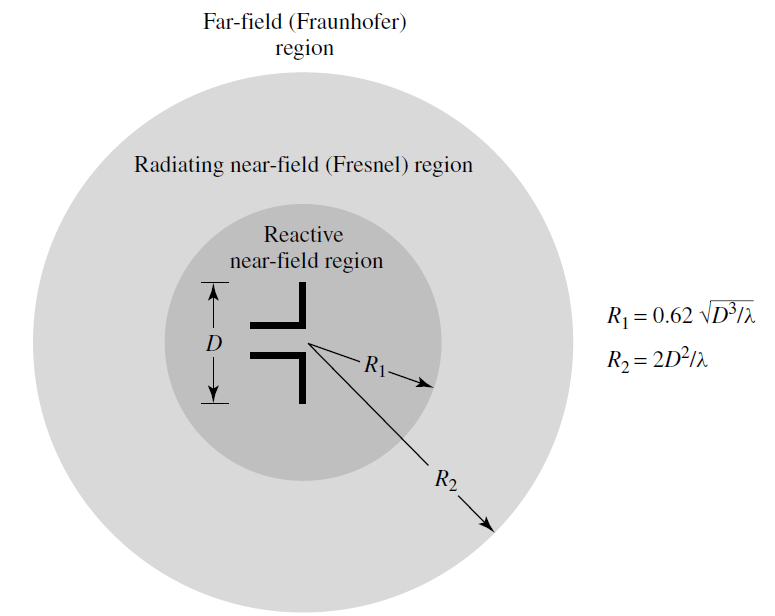 Far-field (Fraunhofer)
region
Radiating near-field (Fresnel) region
Reactive
near-field region
D
R₁
R₂
R₁ = 0.62 √D³/λ
R₂ = 2D²/λ